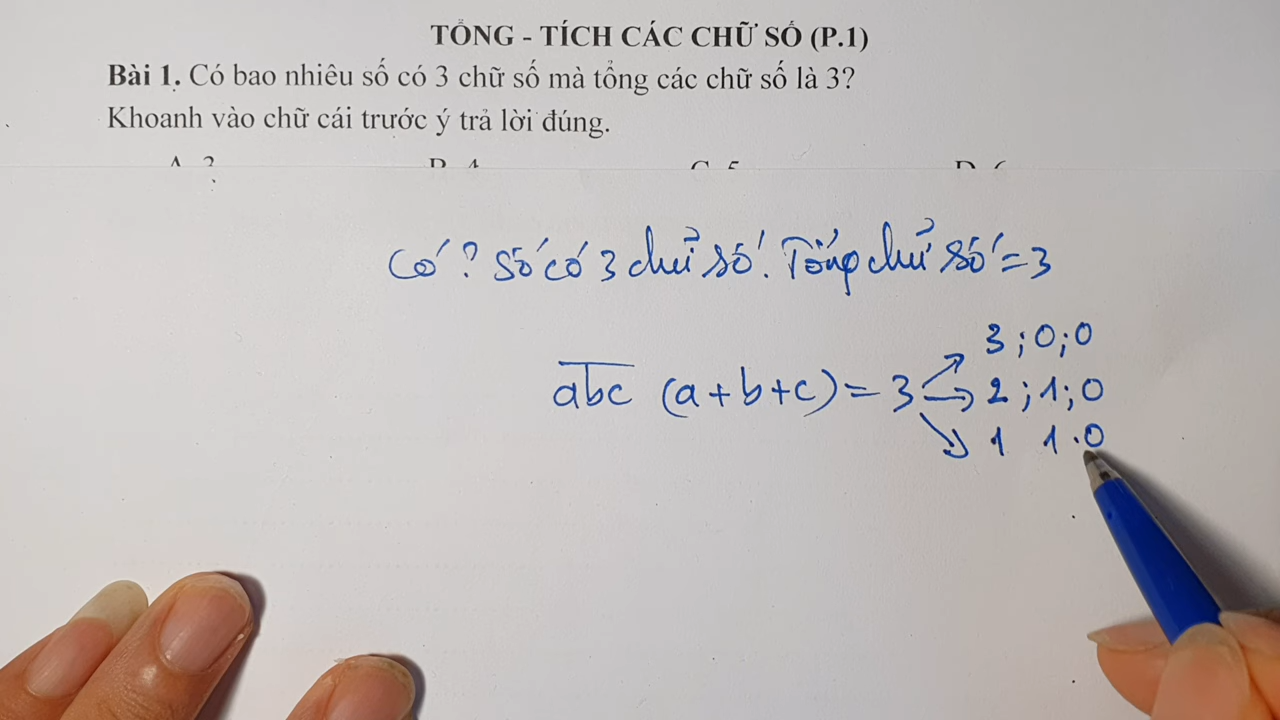 TỔNG - TÍCH CÁC CHỮ SỐ (P.1)
Bài 1. Có bao nhiêu số có 3 chữ số mà tổng các chữ số là 3?
Khoanh vào chữ cái trước ý trả lời đúng.
Có ? số có 3 chữ số. Tổng chữ số = 3
3 ; 0 ; 0
abc (a + b + c) = 3 2 ; 1 ; 0
1 1 . 0